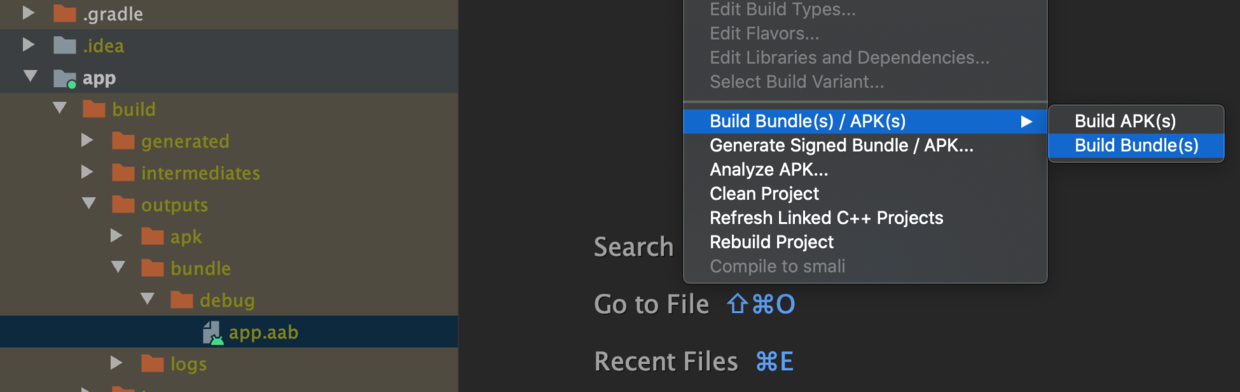 .gradle
.idea
app
build
generated
intermediates
outputs
apk
bundle
debug
app.aab
logs
Edit Build Types...
Edit Flavors...
Edit Libraries and Dependencies...
Select Build Variant...
Build Bundle(s) / APK(s)
Generate Signed Bundle / APK...
Analyze APK...
Clean Project
Refresh Linked C++ Projects
Rebuild Project
Compile to smali
Build APK(s)
Build Bundle(s)
Search
Go to File ⇧⌘O
Recent Files ⌘E